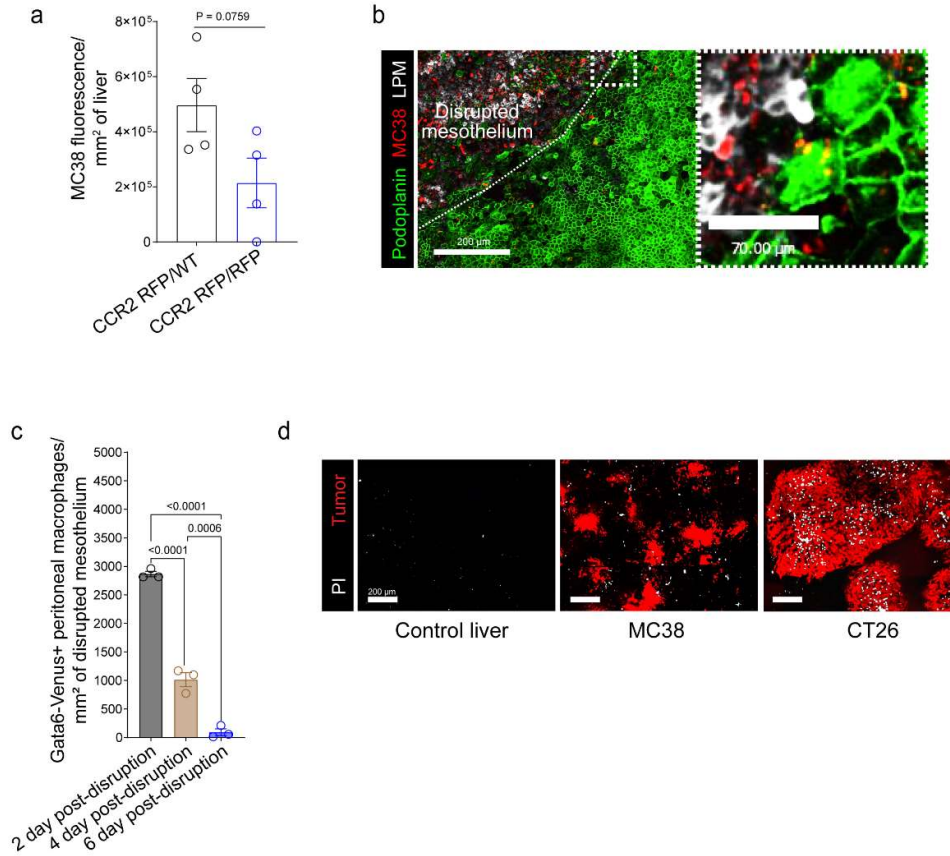 a
MC38 fluorescence/
mm² of liver
8×10⁵
6×10⁵
4×10⁵
2×10⁵
0
P = 0.0759
CCR2 RFP/WT
CCR2 RFP/RFP
b
Podoplanin MC38 LPM
Disrupted
mesothelium
200 µm
70.00 µm
c
Gata6-Venus+ peritoneal macrophages/
mm² of disrupted mesothelium
5000
4500
4000
3500
3000
2500
2000
1500
1000
500
0
<0.0001
0.0006
<0.0001
2 day post-disruption
4 day post-disruption
6 day post-disruption
d
PI Tumor
200 µm
Control liver
MC38
CT26